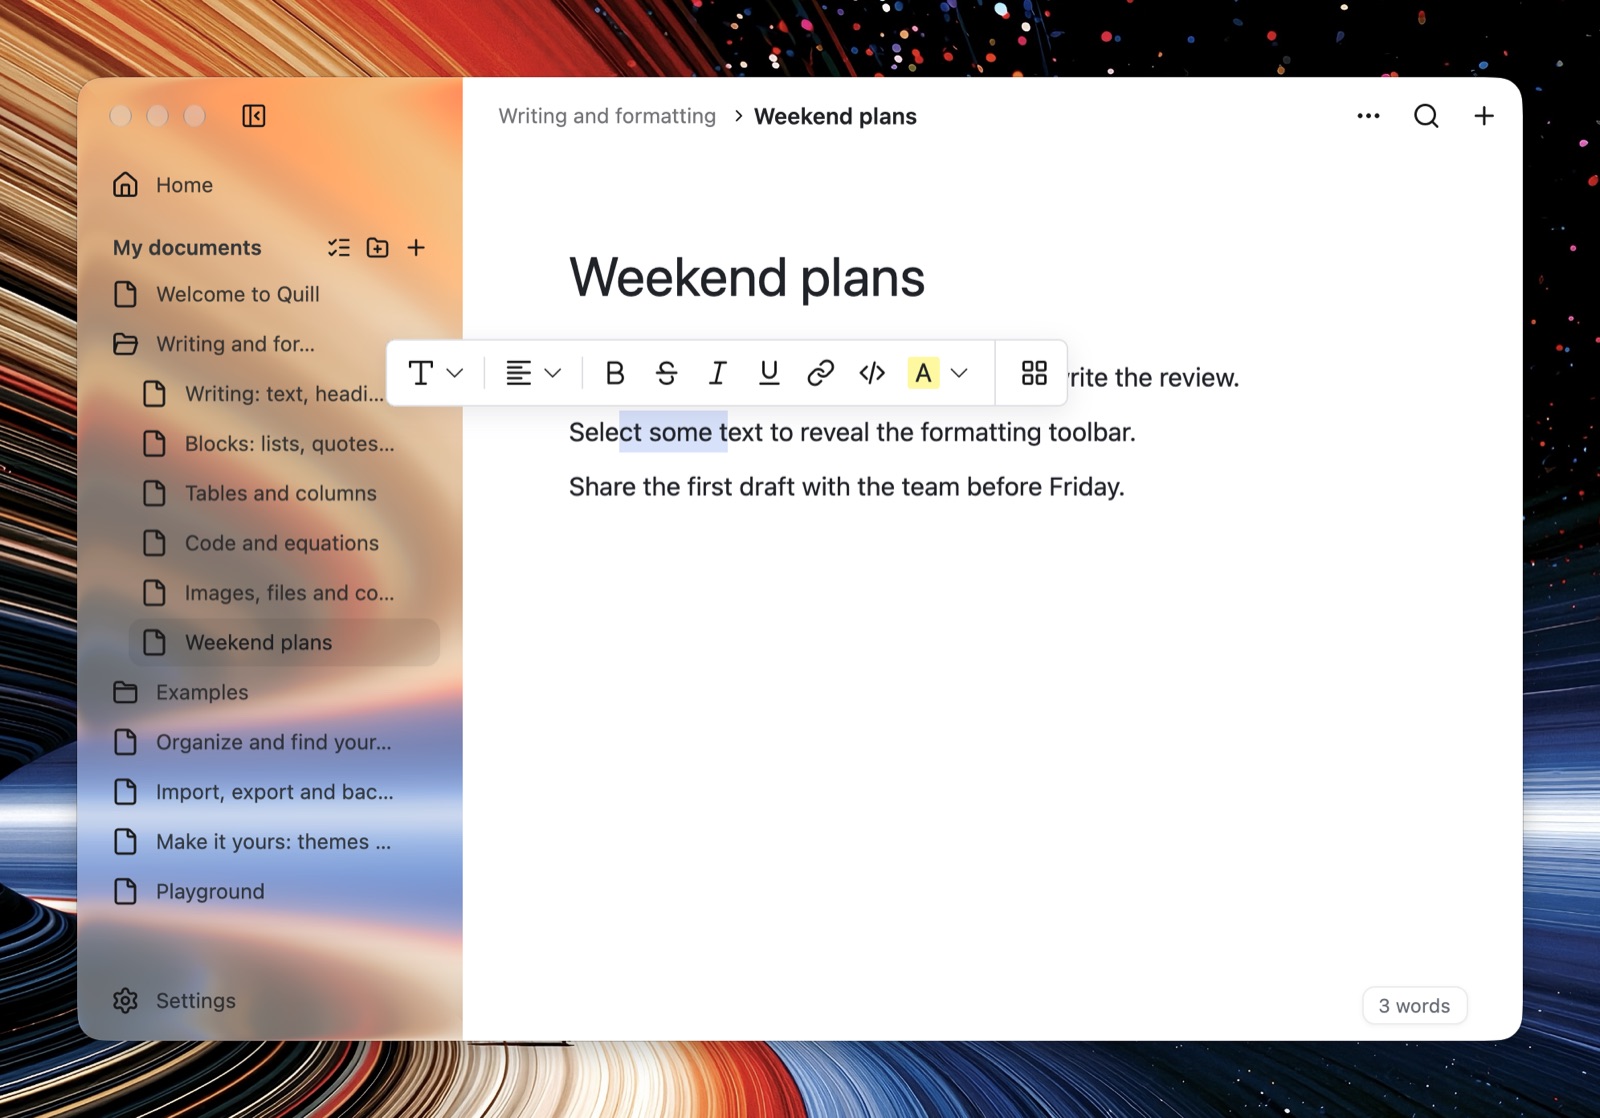 Writing and formatting > Weekend plans
Home
My documents
Welcome to Quill
Writing and for...
Writing: text, headi...
Blocks: lists, quotes...
Tables and columns
Code and equations
Images, files and co...
Weekend plans
Examples
Organize and find your...
Import, export and bac...
Make it yours: themes ...
Playground
Settings
Weekend plans
T B S I U </> A
the review.
Select some text to reveal the formatting toolbar.
Share the first draft with the team before Friday.
3 words